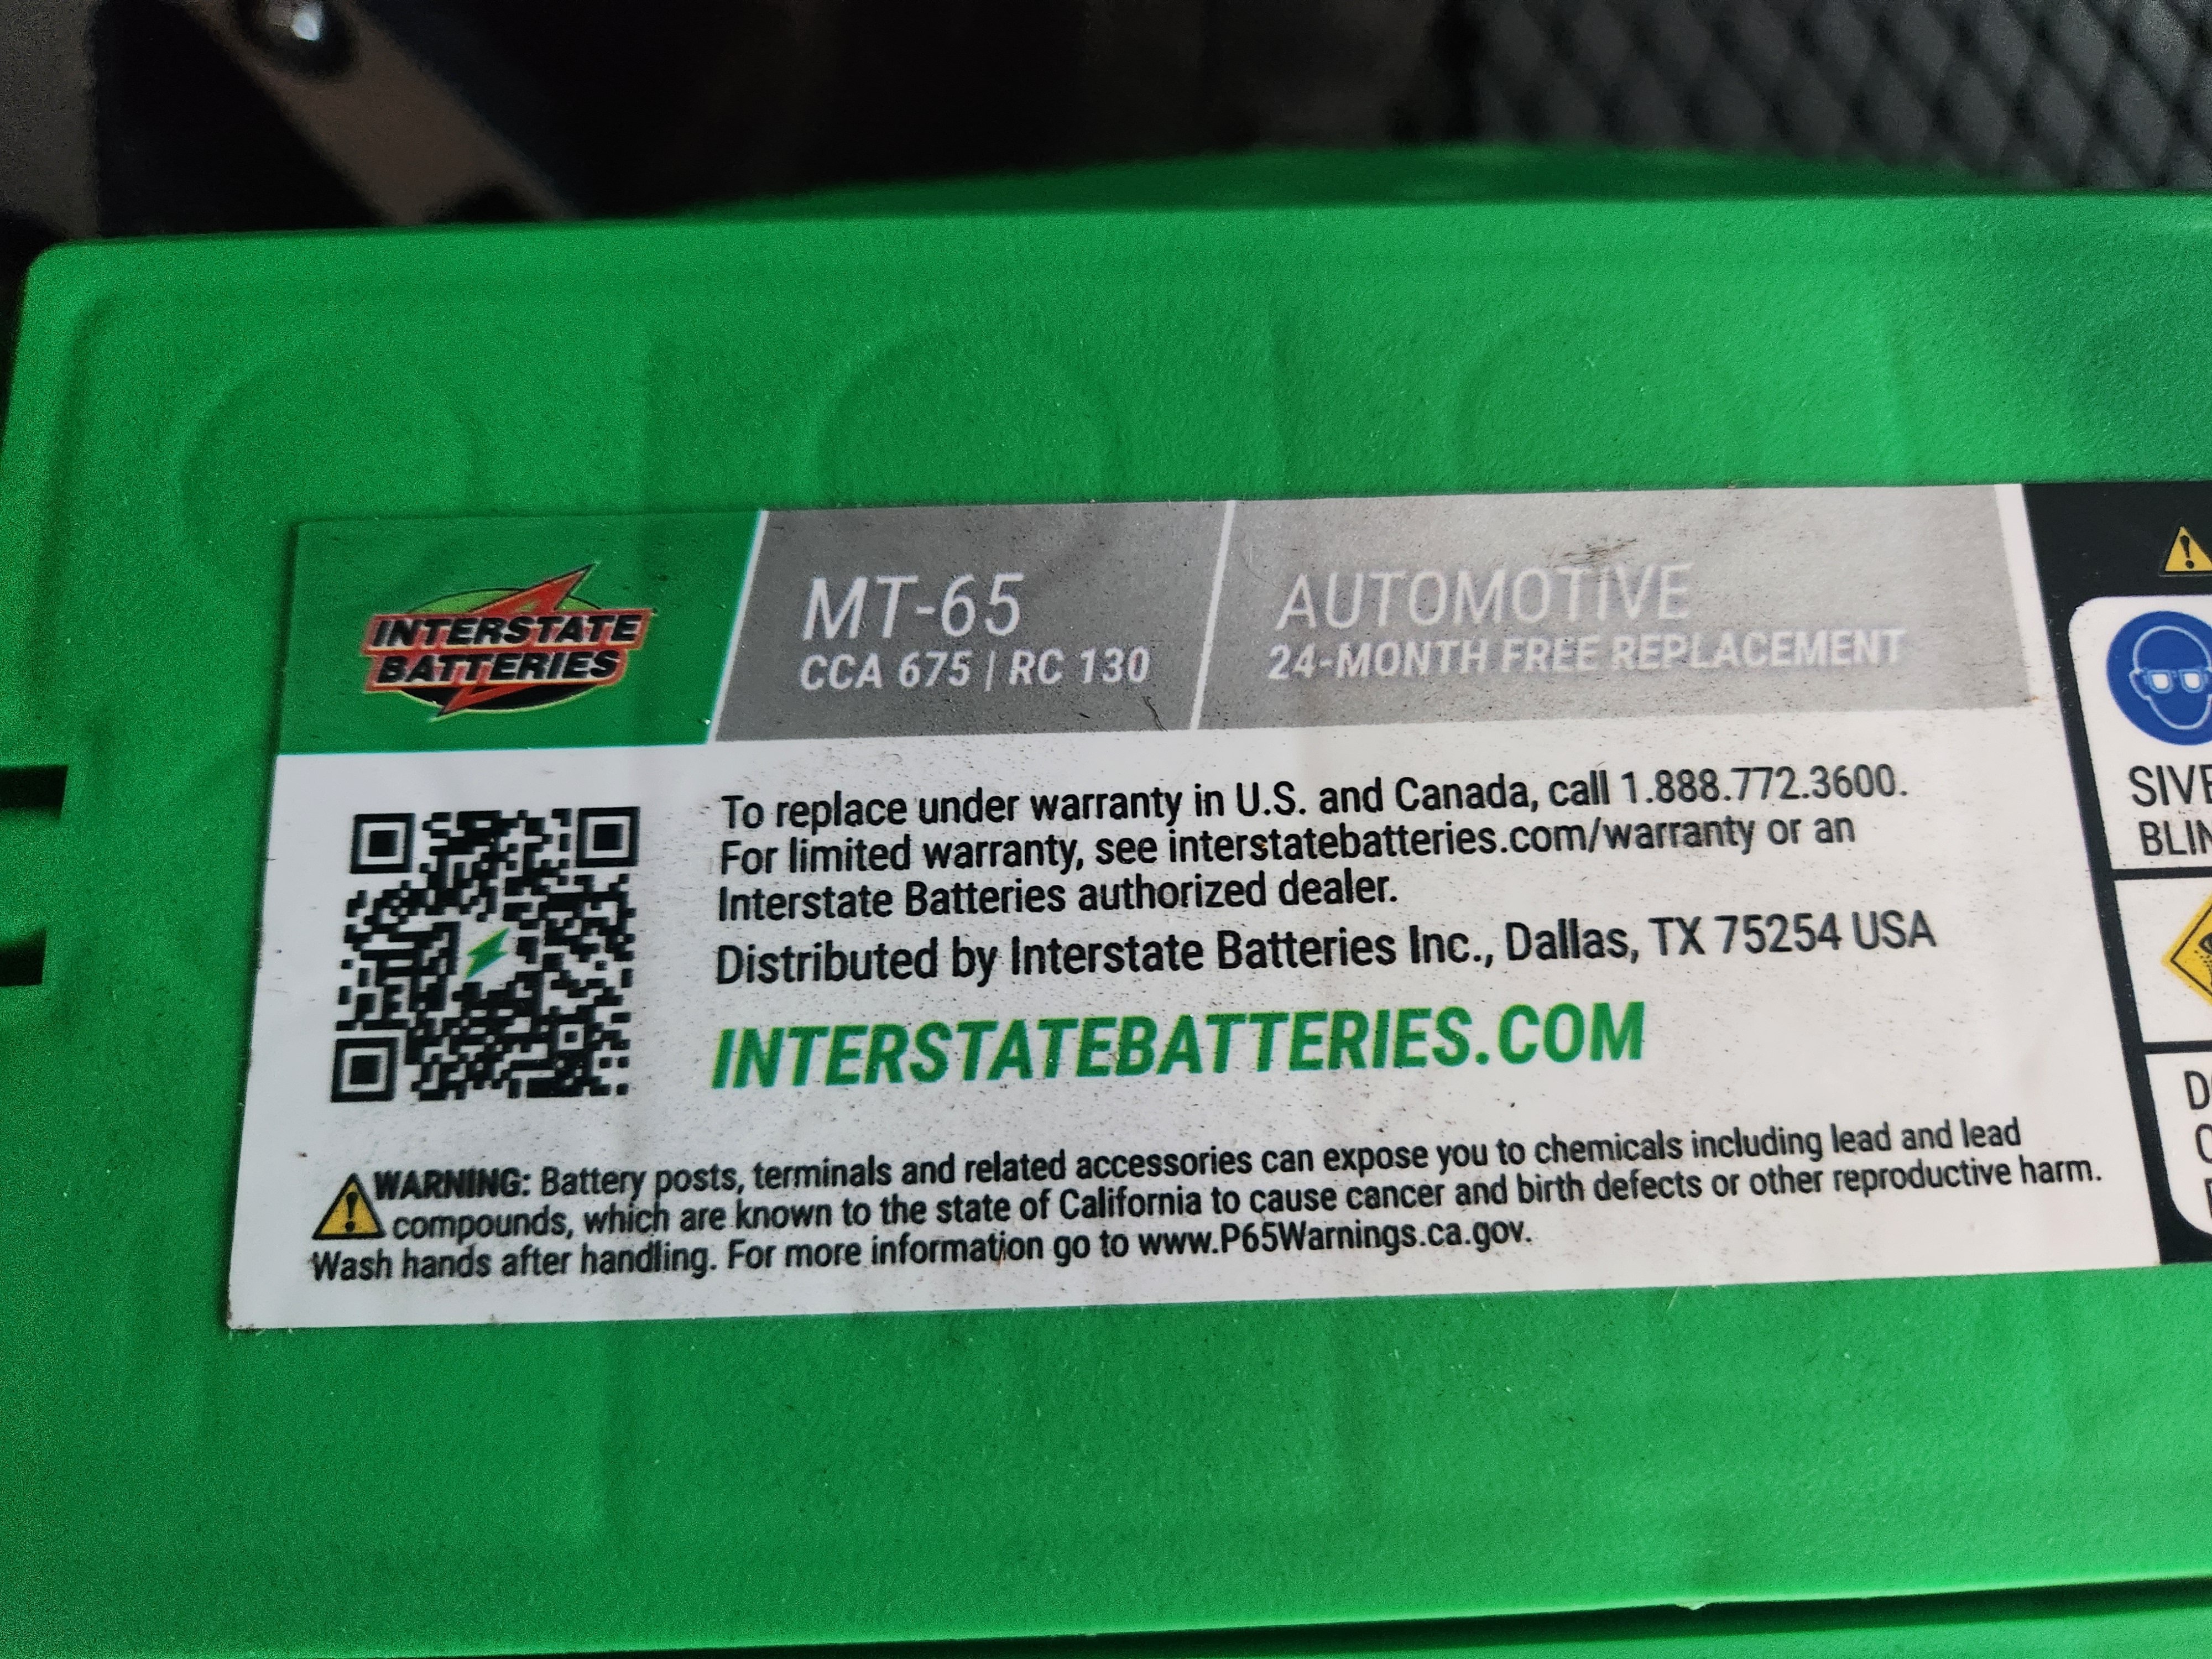 INTERSTATE
BATTERIES
MT-65
CCA 675 | RC 130
AUTOMOTIVE
24-MONTH FREE REPLACEMENT
To replace under warranty in U.S. and Canada, call 1.888.772.3600.
For limited warranty, see interstatebatteries.com/warranty or an
Interstate Batteries authorized dealer.
Distributed by Interstate Batteries Inc., Dallas, TX 75254 USA
INTERSTATEBATTERIES.COM
WARNING: Battery posts, terminals and related accessories can expose you to chemicals including lead and lead
compounds, which are known to the state of California to cause cancer and birth defects or other reproductive harm.
Wash hands after handling. For more information go to www.P65Warnings.ca.gov.